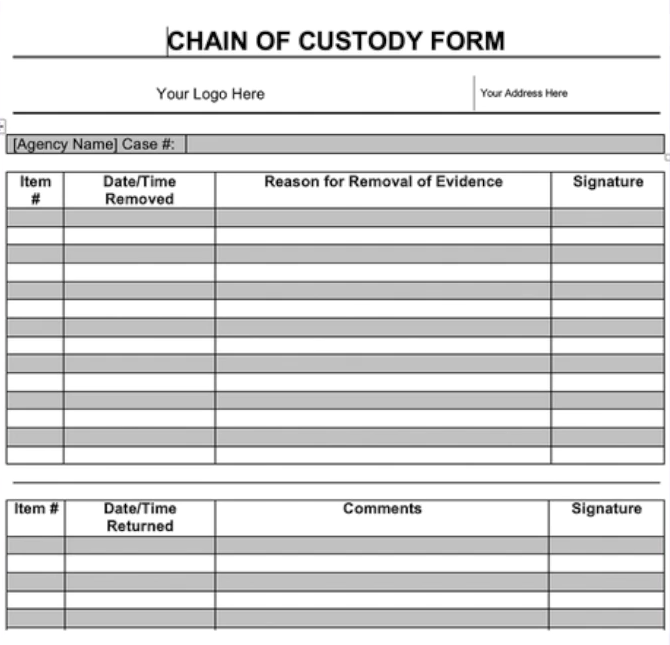 CHAIN OF CUSTODY FORM
Your Logo Here
Your Address Here
[Agency Name] Case #:
Item # Date/Time Removed Reason for Removal of Evidence Signature
Item # Date/Time Returned Comments Signature